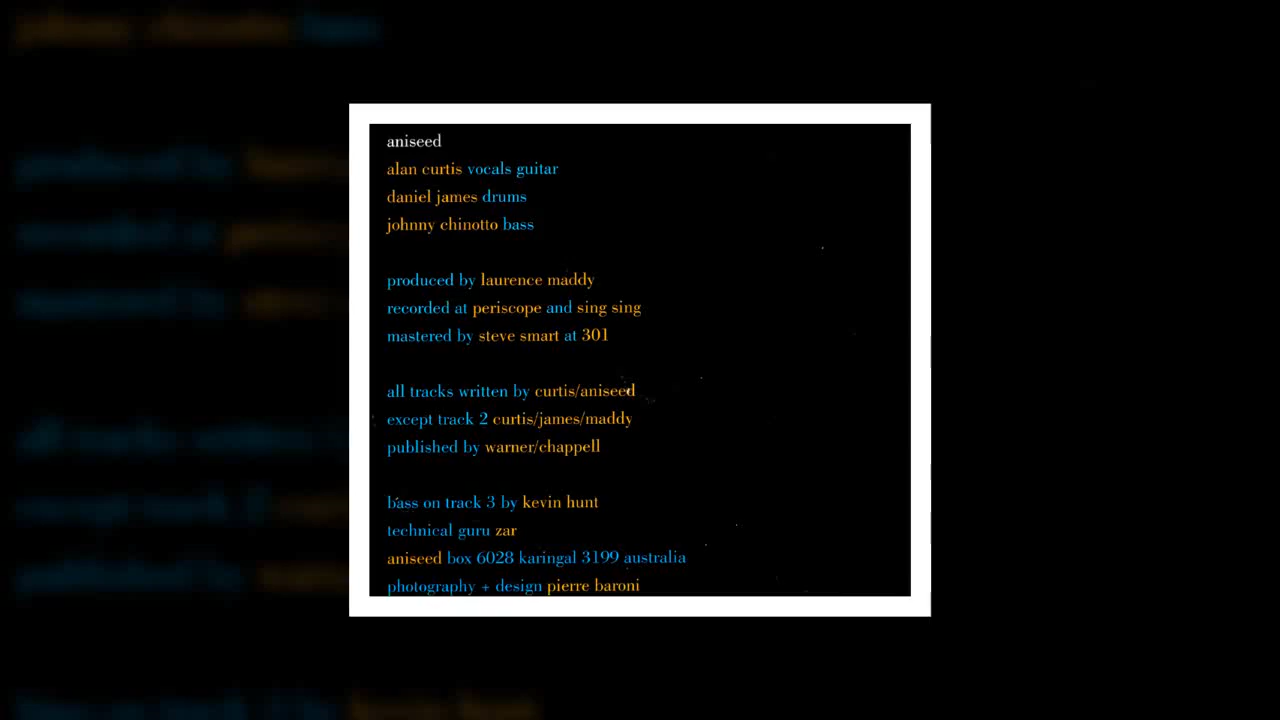 aniseed
alan curtis vocals guitar
daniel james drums
johnny chinotto bass
produced by laurence maddy
recorded at periscope and sing sing
mastered by steve smart at 301
all tracks written by curtis/aniseed
except track 2 curtis/james/maddy
published by warner/chappell
bass on track 3 by kevin hunt
technical guru zar
aniseed box 6028 karingal 3199 australia
photography + design pierre baroni